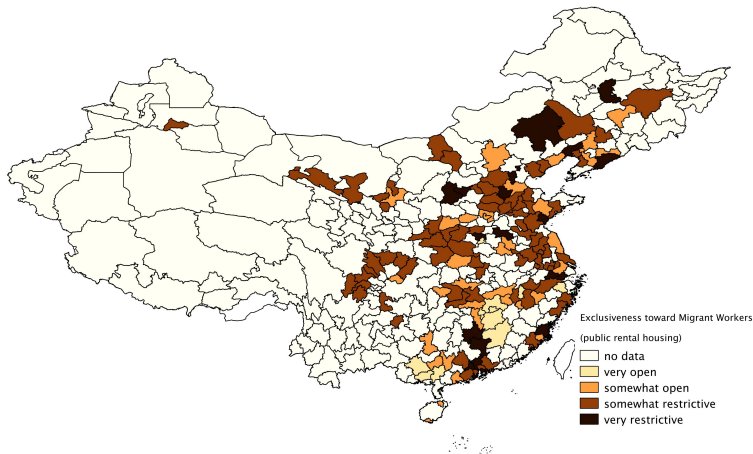 Exclusiveness toward Migrant Workers
(public rental housing)
no data
very open
somewhat open
somewhat restrictive
very restrictive